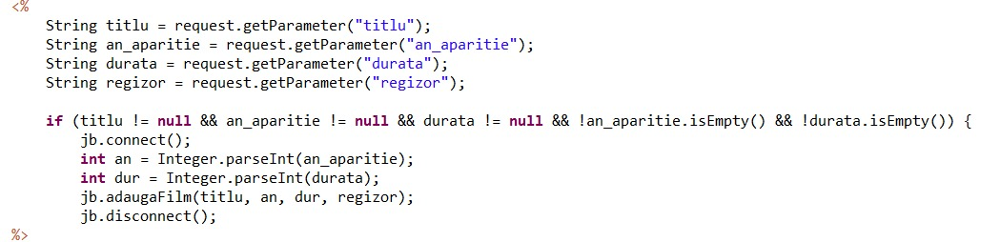 <%
String titlu = request.getParameter("titlu");
String an_aparitie = request.getParameter("an_aparitie");
String durata = request.getParameter("durata");
String regizor = request.getParameter("regizor");
if (titlu != null && an_aparitie != null && durata != null && !an_aparitie.isEmpty() && !durata.isEmpty()) {
jb.connect();
int an = Integer.parseInt(an_aparitie);
int dur = Integer.parseInt(durata);
jb.adaugaFilm(titlu, an, dur, regizor);
jb.disconnect();
%>